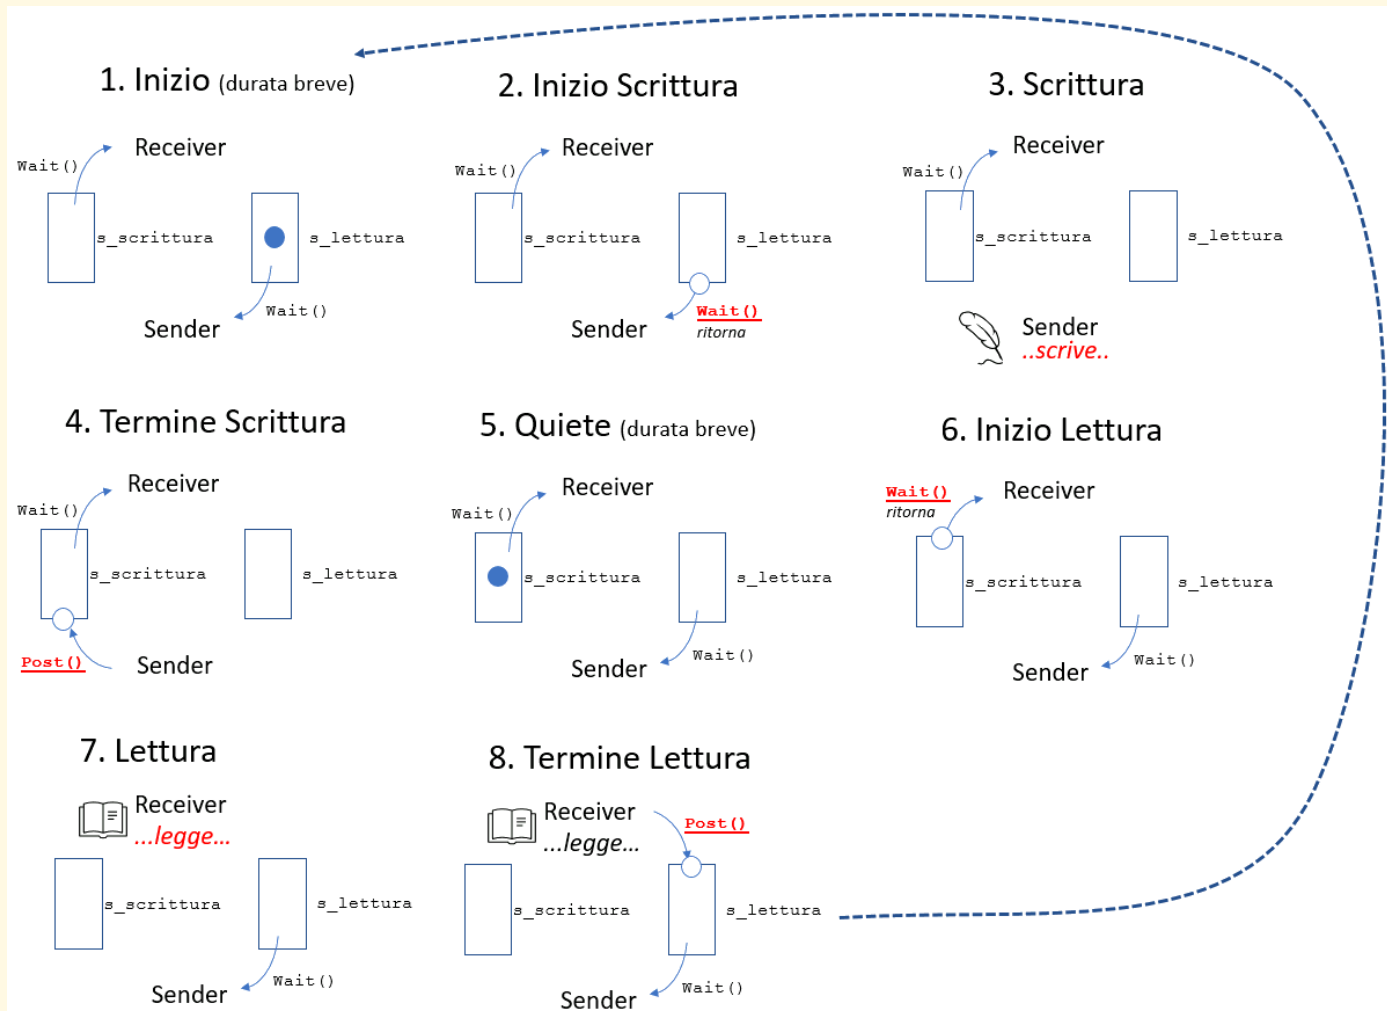 1. Inizio (durata breve)
Wait()
Receiver
s_scrittura
s_lettura
Wait()
Sender
2. Inizio Scrittura
Wait()
Receiver
s_scrittura
s_lettura
Wait()
ritorna
Sender
3. Scrittura
Wait()
Receiver
s_scrittura
s_lettura
Sender
..scrive..
4. Termine Scrittura
Wait()
Receiver
s_scrittura
s_lettura
Post()
Sender
5. Quiete (durata breve)
Wait()
Receiver
s_scrittura
s_lettura
Wait()
Sender
6. Inizio Lettura
Wait()
ritorna
Receiver
s_scrittura
s_lettura
Wait()
Sender
7. Lettura
Receiver
...legge...
s_scrittura
s_lettura
Wait()
Sender
8. Termine Lettura
Receiver
...legge...
Post()
s_scrittura
s_lettura
Wait()
Sender